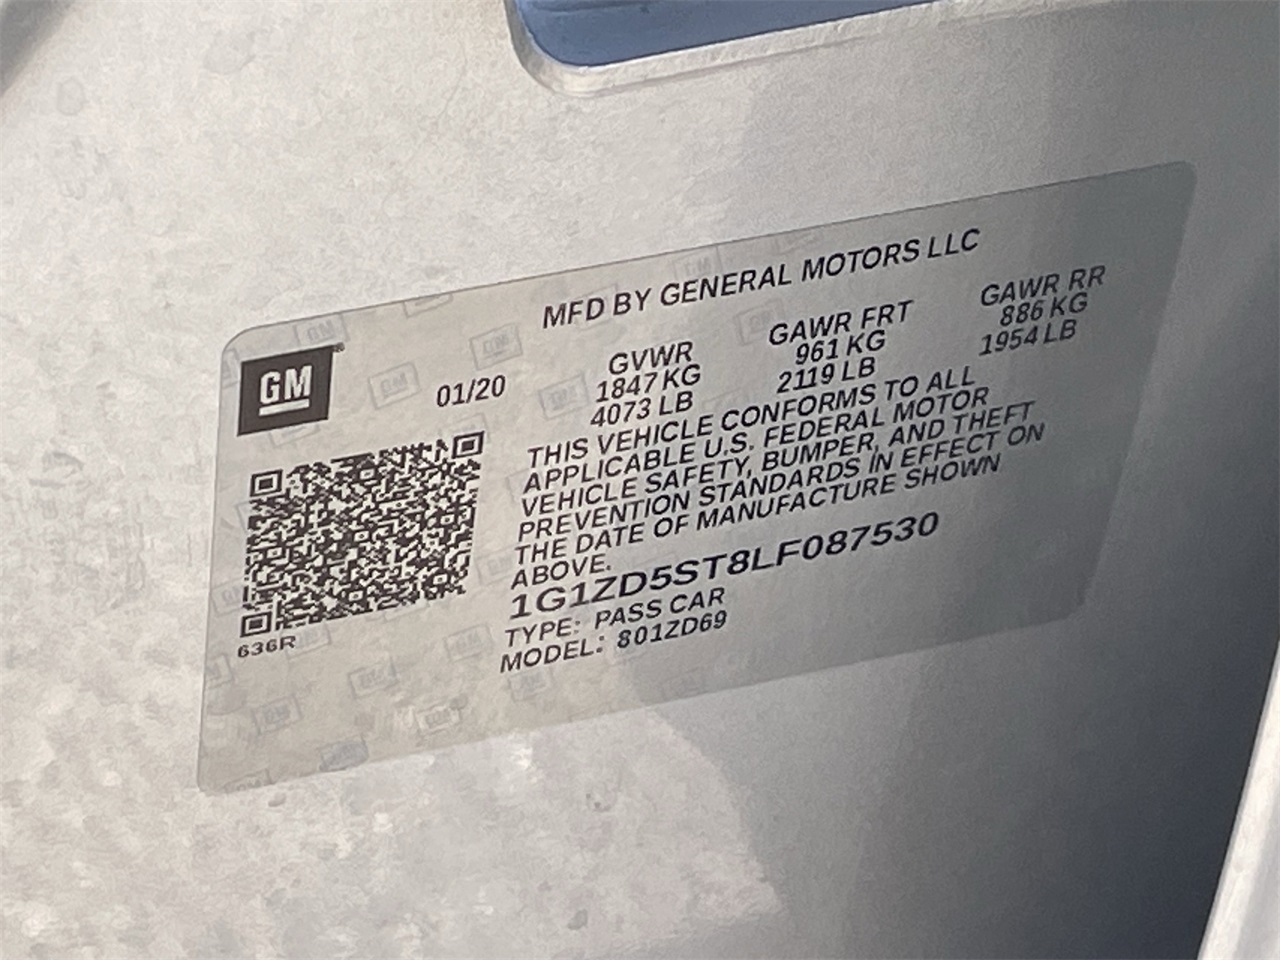 MFD BY GENERAL MOTORS LLC
GM
01/20
GVWR
1847 KG
4073 LB
GAWR FRT
961 KG
2119 LB
GAWR RR
886 KG
1954 LB
THIS VEHICLE CONFORMS TO ALL
APPLICABLE U.S. FEDERAL MOTOR
VEHICLE SAFETY, BUMPER, AND THEFT
PREVENTION STANDARDS IN EFFECT ON
THE DATE OF MANUFACTURE SHOWN
ABOVE.
1G1ZD5ST8LF087530
TYPE: PASS CAR
MODEL: 801ZD69
636R